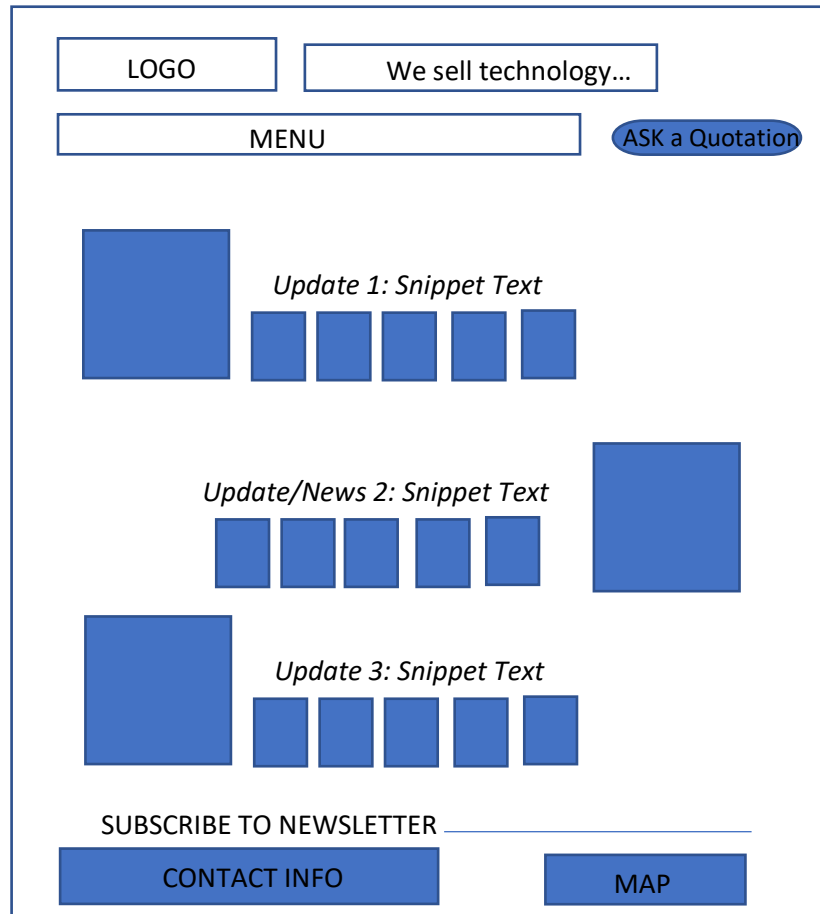 LOGO
We sell technology...
MENU
ASK a Quotation
Update 1: Snippet Text
Update/News 2: Snippet Text
Update 3: Snippet Text
SUBSCRIBE TO NEWSLETTER
CONTACT INFO
MAP